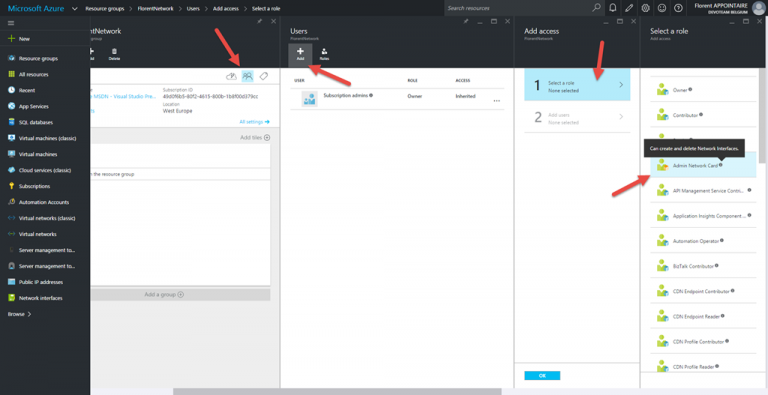 Microsoft Azure
Resource groups > FlorentNetwork > Users > Add access > Select a role
Search resources
Florent APPOINTAIRE
DEVOTEAM BELGIUM
New
Resource groups
All resources
Recent
App Services
SQL databases
Virtual machines (classic)
Virtual machines
Cloud services (classic)
Subscriptions
Automation Accounts
Virtual networks (classic)
Virtual networks
Server management to...
Server management to...
Public IP addresses
Network interfaces
Browse >
rentNetwork
group
Delete
MSDN - Visual Studio Pre...
Subscription ID
Location
West Europe
All settings
Add tiles
r the resource group
Add a group
Users
FlorentNetwork
Add
Roles
USER
ROLE
ACCESS
Subscription admins
Owner
Inherited
...
Add access
FlorentNetwork
1
Select a role
None selected
2
Add users
None selected
OK
Select a role
Add access
Owner
Contributor
Can create and delete Network Interfaces.
Admin Network Card
API Management Service Contri...
Application Insights Component ...
Automation Operator
BizTalk Contributor
CDN Endpoint Contributor
CDN Endpoint Reader
CDN Profile Contributor
CDN Profile Reader